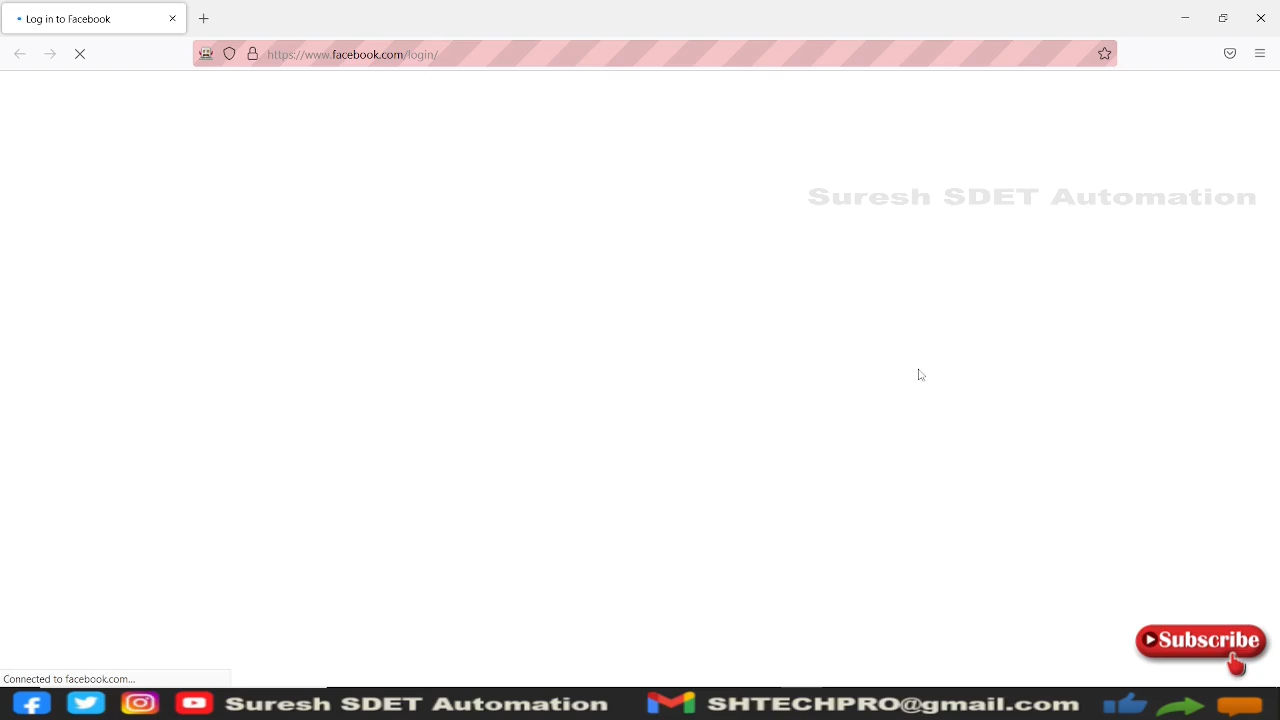 Log in to Facebook
https://www.facebook.com/login/
Suresh SDET Automation
Subscribe
Connected to facebook.com...
Suresh SDET Automation SHTECHPRO@gmail.com